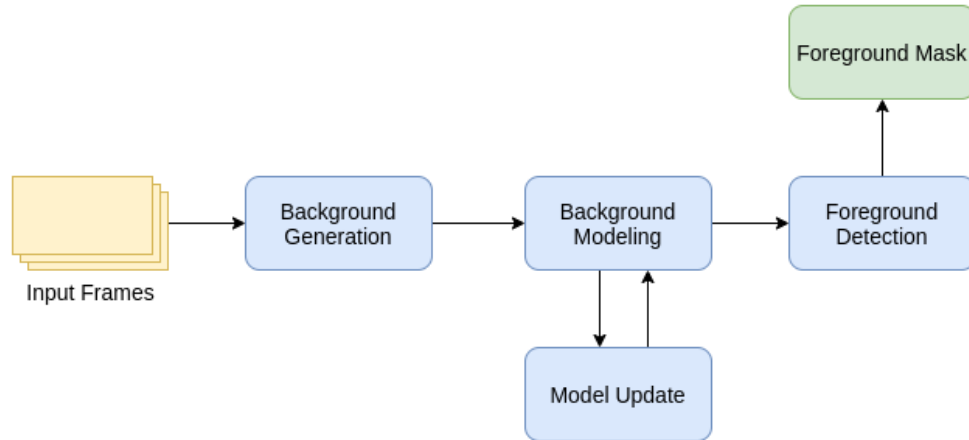 Foreground Mask
Background
Generation
Background
Modeling
Foreground
Detection
Input Frames
Model Update